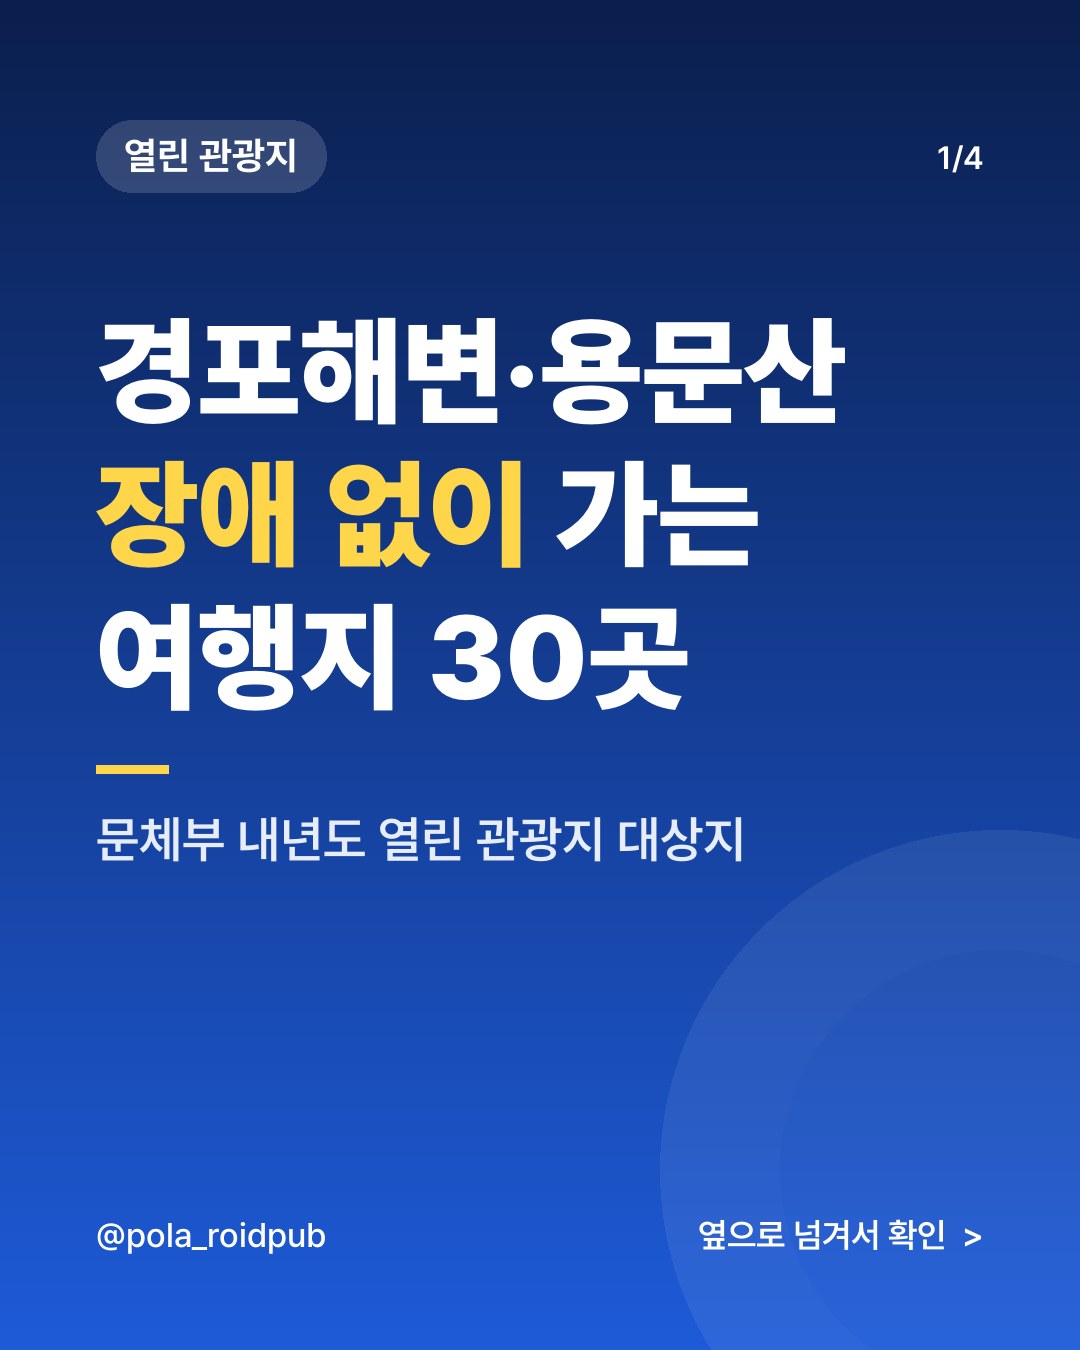 열린 관광지
1/4
경포해변·용문산
장애 없이 가는
여행지 30곳
문체부 내년도 열린 관광지 대상지
@pola_roidpub
옆으로 넘겨서 확인 >